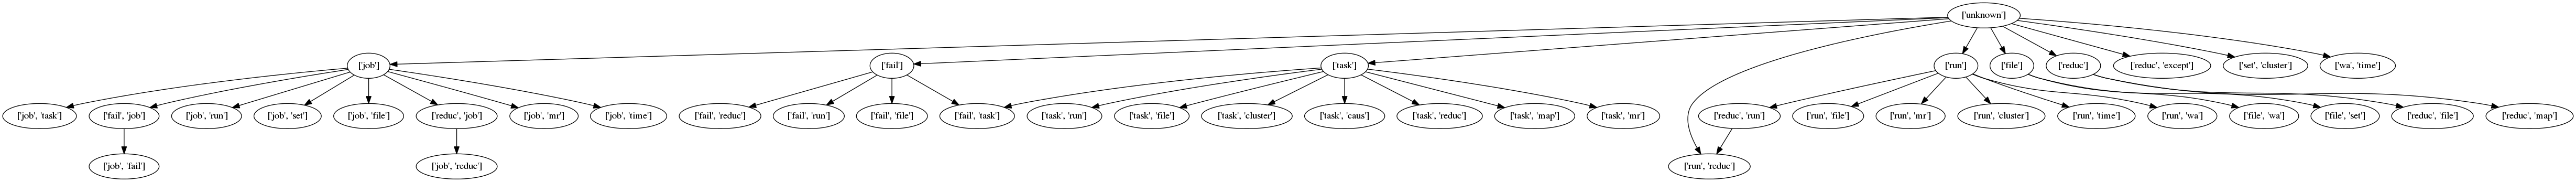 ['unknown']
['job']
['fail']
['task']
['run']
['file']
['reduc']
['reduc', 'except']
['set', 'cluster']
['wa', 'time']
['job', 'task']
['fail', 'job']
['job', 'run']
['job', 'set']
['job', 'file']
['reduc', 'job']
['job', 'mr']
['job', 'time']
['fail', 'reduc']
['fail', 'run']
['fail', 'file']
['fail', 'task']
['task', 'run']
['task', 'file']
['task', 'cluster']
['task', 'caus']
['task', 'reduc']
['task', 'map']
['task', 'mr']
['reduc', 'run']
['run', 'file']
['run', 'mr']
['run', 'cluster']
['run', 'time']
['run', 'wa']
['file', 'wa']
['file', 'set']
['reduc', 'file']
['reduc', 'map']
['job', 'fail']
['job', 'reduc']
['run', 'reduc']